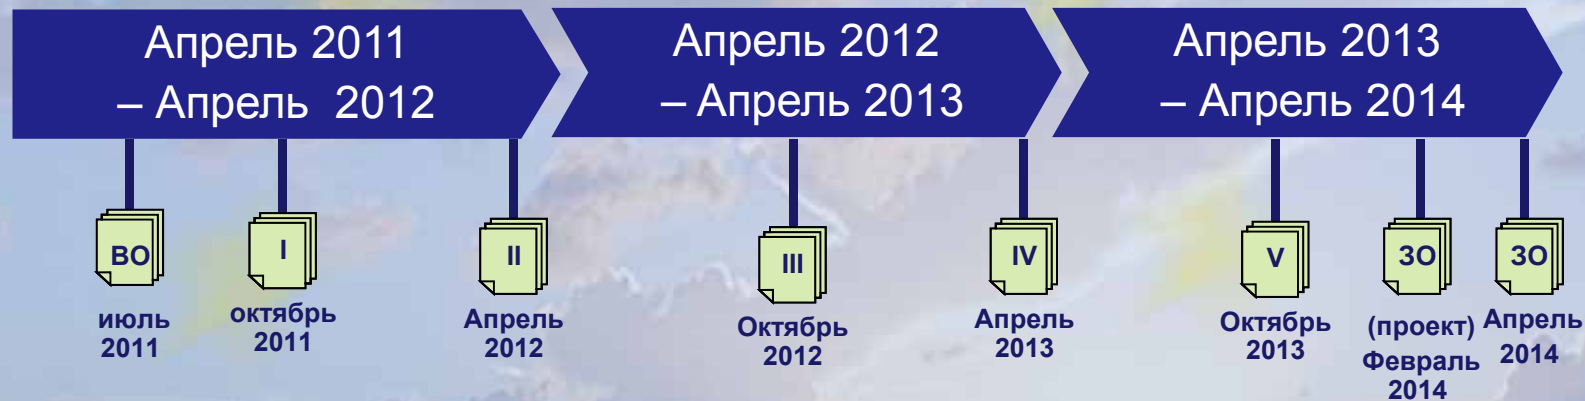 Апрель 2011
– Апрель 2012
Апрель 2012
– Апрель 2013
Апрель 2013
– Апрель 2014
ВО
июль
2011
I
октябрь
2011
II
Апрель
2012
III
Октябрь
2012
IV
Апрель
2013
V
Октябрь
2013
ЗО
(проект)
Февраль
2014
ЗО
Апрель
2014